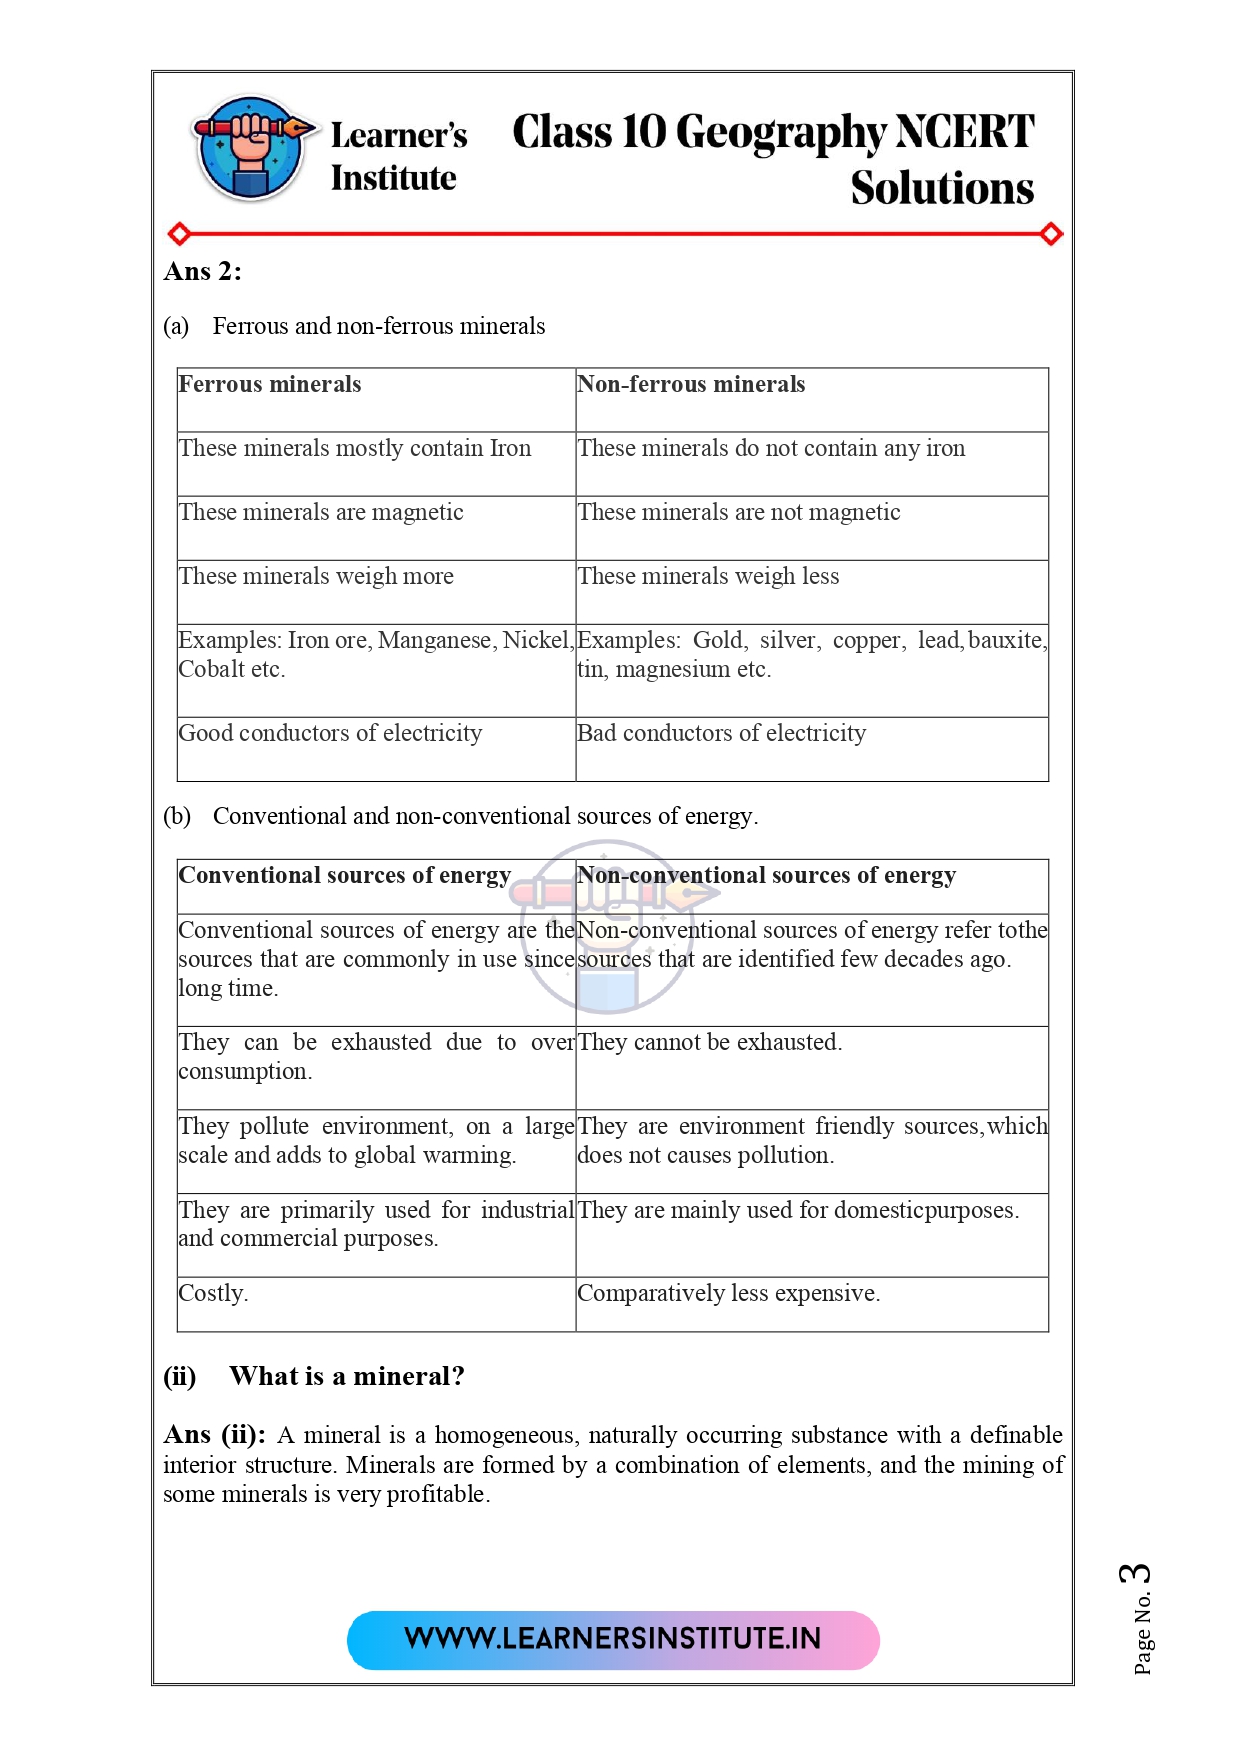 Learner's
Institute
Class 10 Geography NCERT
Solutions
Ans 2:
(a) Ferrous and non-ferrous minerals
Ferrous minerals
Non-ferrous minerals
These minerals mostly contain Iron
These minerals do not contain any iron
These minerals are magnetic
These minerals are not magnetic
These minerals weigh more
These minerals weigh less
Examples: Iron ore, Manganese, Nickel,
Cobalt etc.
Examples: Gold, silver, copper, lead,bauxite,
tin, magnesium etc.
Good conductors of electricity
Bad conductors of electricity
(b) Conventional and non-conventional sources of energy.
Conventional sources of energy
Non-conventional sources of energy
Conventional sources of energy are the
sources that are commonly in use since
long time.
Non-conventional sources of energy refer tothe
sources that are identified few decades ago.
They can be exhausted due to over
consumption.
They cannot be exhausted.
They pollute environment, on a large
scale and adds to global warming.
They are environment friendly sources,which
does not causes pollution.
They are primarily used for industrial
and commercial purposes.
They are mainly used for domesticpurposes.
Costly.
Comparatively less expensive.
(ii) What is a mineral?
Ans (ii): A mineral is a homogeneous, naturally occurring substance with a definable
interior structure. Minerals are formed by a combination of elements, and the mining of
some minerals is very profitable.
WWW.LEARNERSINSTITUTE.IN
Page No. 3